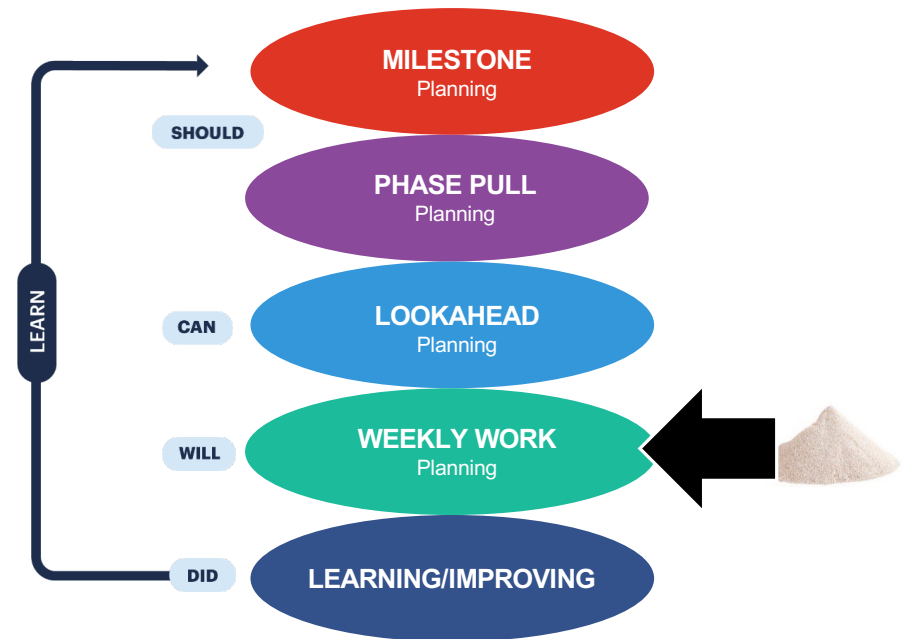 MILESTONE
Planning
SHOULD
PHASE PULL
Planning
LEARN
CAN
LOOKAHEAD
Planning
WILL
WEEKLY WORK
Planning
DID
LEARNING/IMPROVING